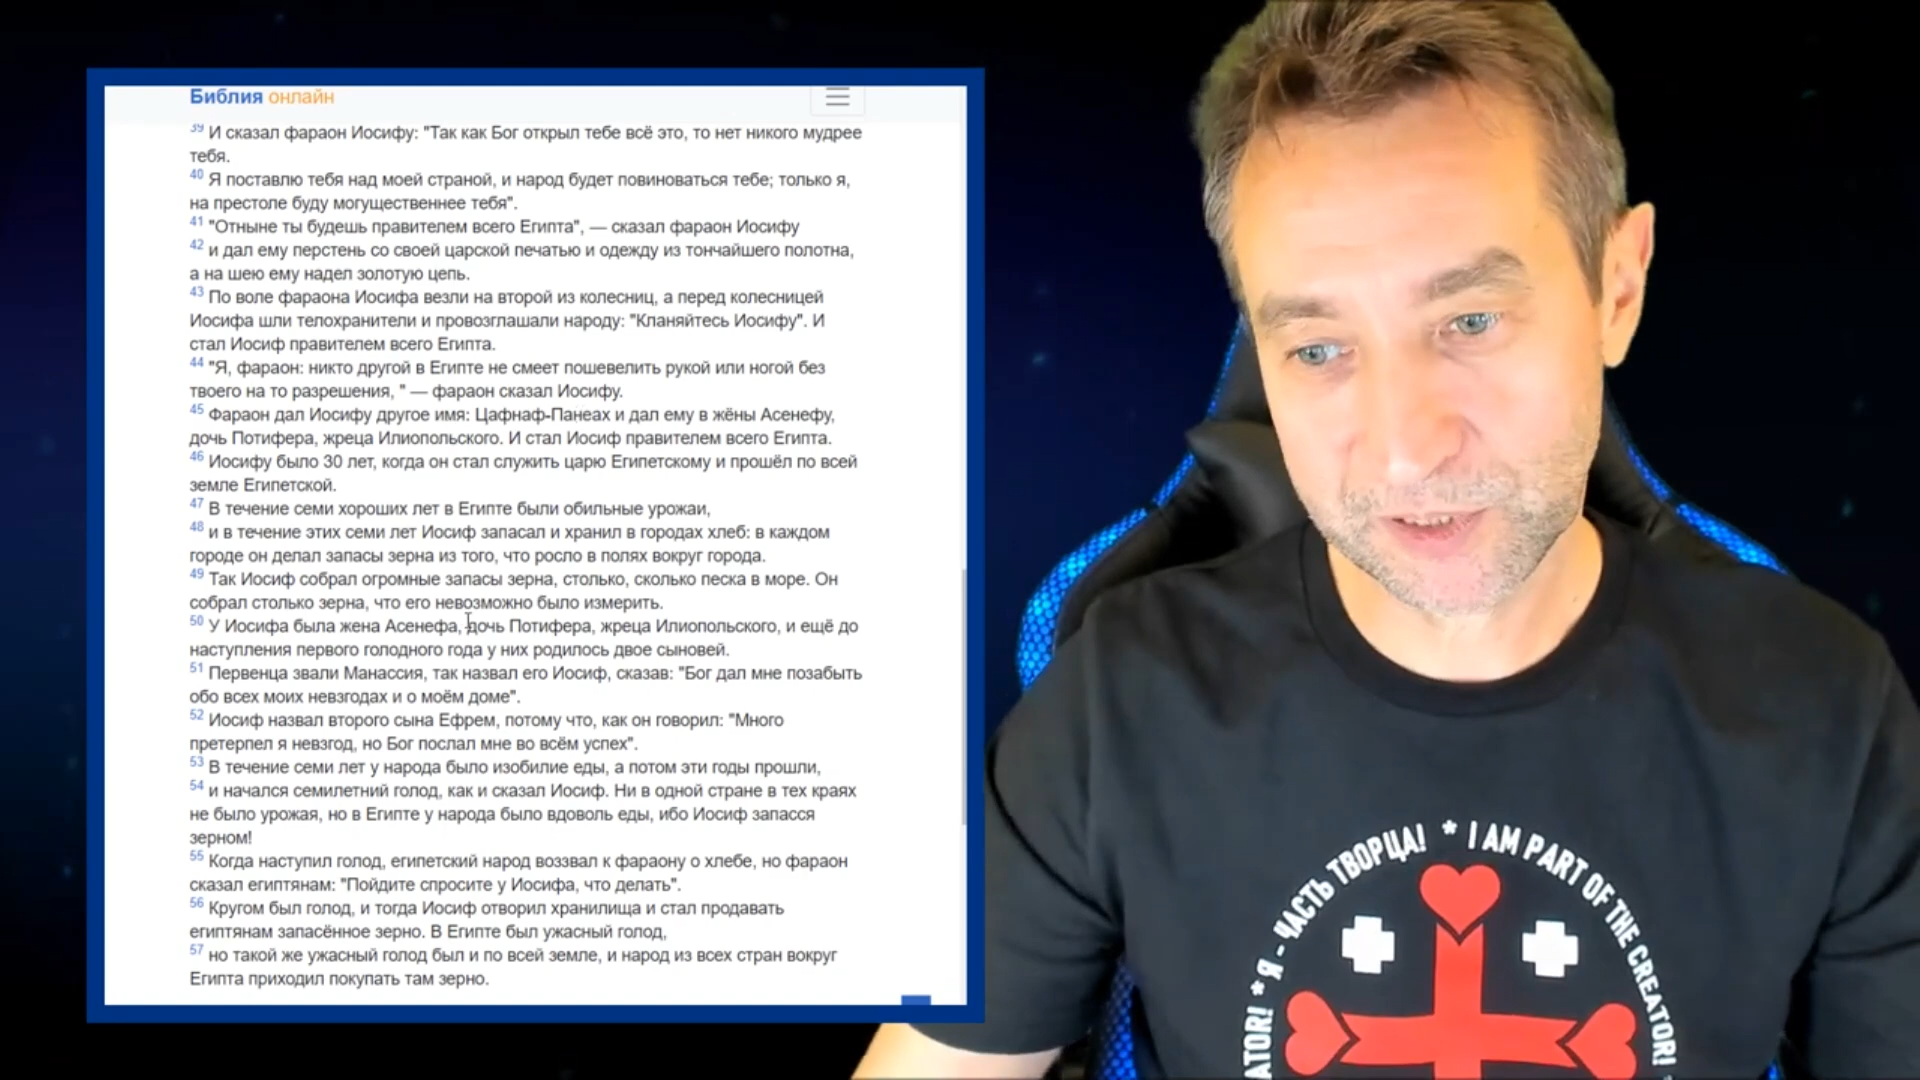 Библия онлайн
39 И сказал фараон Иосифу: "Так как Бог открыл тебе всё это, то нет никого мудрее
тебя.
40 Я поставлю тебя над моей страной, и народ будет повиноваться тебе; только я,
на престоле буду могущественнее тебя".
41 "Отныне ты будешь правителем всего Египта", — сказал фараон Иосифу
42 и дал ему перстень со своей царской печатью и одежду из тончайшего полотна,
а на шею ему надел золотую цепь.
43 По воле фараона Иосифа везли на второй из колесниц, а перед колесницей
Иосифа шли телохранители и провозглашали народу: "Кланяйтесь Иосифу". И
стал Иосиф правителем всего Египта.
44 "Я, фараон: никто другой в Египте не смеет пошевелить рукой или ногой без
твоего на то разрешения, " — фараон сказал Иосифу.
45 Фараон дал Иосифу другое имя: Цафнаф-Панеах и дал ему в жёны Асенефу,
дочь Потифера, жреца Илиопольского. И стал Иосиф правителем всего Египта.
46 Иосифу было 30 лет, когда он стал служить царю Египетскому и прошёл по всей
земле Египетской.
47 В течение семи хороших лет в Египте были обильные урожаи,
48 и в течение этих семи лет Иосиф запасал и хранил в городах хлеб: в каждом
городе он делал запасы зерна из того, что росло в полях вокруг города.
49 Так Иосиф собрал огромные запасы зерна, столько, сколько песка в море. Он
собрал столько зерна, что его невозможно было измерить.
50 У Иосифа была жена Асенефа, дочь Потифера, жреца Илиопольского, и ещё до
наступления первого голодного года у них родилось двое сыновей.
51 Первенца звали Манассия, так назвал его Иосиф, сказав: "Бог дал мне позабыть
обо всех моих невзгодах и о моём доме".
52 Иосиф назвал второго сына Ефрем, потому что, как он говорил: "Много
претерпел я невзгод, но Бог послал мне во всём успех".
53 В течение семи лет у народа было изобилие еды, а потом эти годы прошли,
54 и начался семилетний голод, как и сказал Иосиф. Ни в одной стране в тех краях
не было урожая, но в Египте у народа было вдоволь еды, ибо Иосиф запасся
зерном!
55 Когда наступил голод, египетский народ воззвал к фараону о хлебе, но фараон
сказал египтянам: "Пойдите спросите у Иосифа, что делать".
56 Кругом был голод, и тогда Иосиф отворил хранилища и стал продавать
египтянам запасённое зерно. В Египте был ужасный голод,
57 но такой же ужасный голод был и по всей земле, и народ из всех стран вокруг
Египта приходил покупать там зерно.
* Я - ЧАСТЬ ТВОРЦА! * I AM PART OF THE CREATOR!